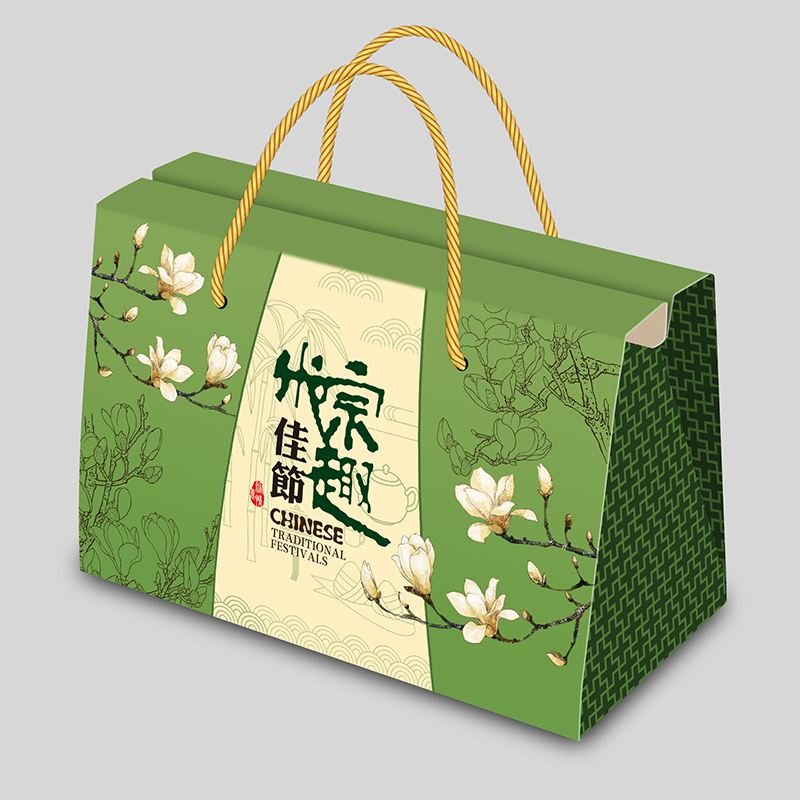 粽趣
佳節
CHINESE
TRADITIONAL
FESTIVALS